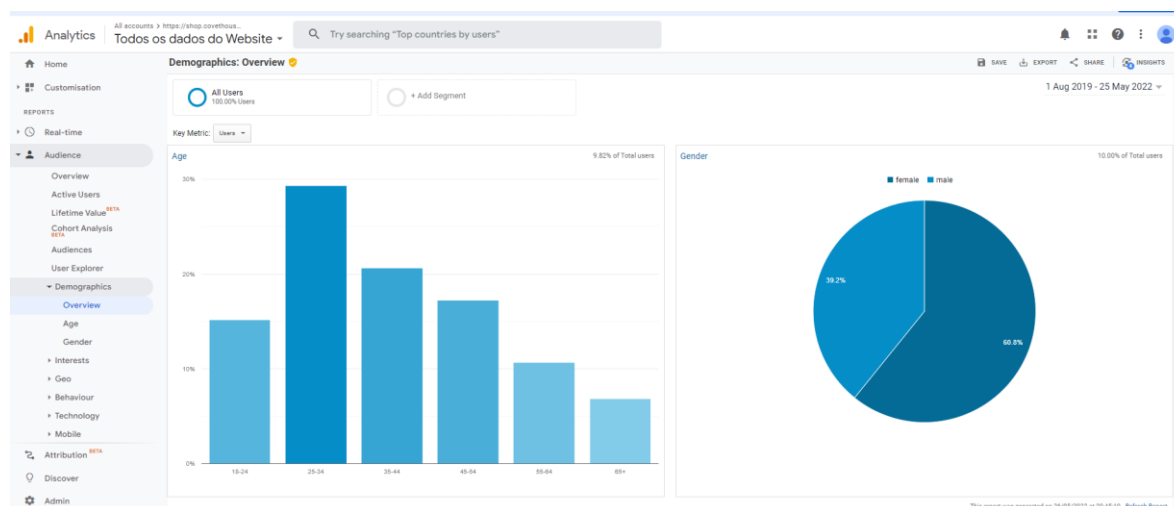 Analytics
All accounts > https://shop.covethous...
Todos os dados do Website
Try searching "Top countries by users"
Home
Customisation
REPORTS
Real-time
Audience
Overview
Active Users
Lifetime Value BETA
Cohort Analysis
BETA
Audiences
User Explorer
Demographics
Overview
Age
Gender
Interests
Geo
Behaviour
Technology
Mobile
Attribution BETA
Discover
Admin
Demographics: Overview
SAVE
EXPORT
SHARE
INSIGHTS
All Users
100.00% Users
+ Add Segment
1 Aug 2019 - 25 May 2022
Key Metric:
Users
Age
9.82% of Total users
30%
20%
10%
0%
18-24
25-34
35-44
45-54
55-64
65+
Gender
10.00% of Total users
female
male
39.2%
60.8%